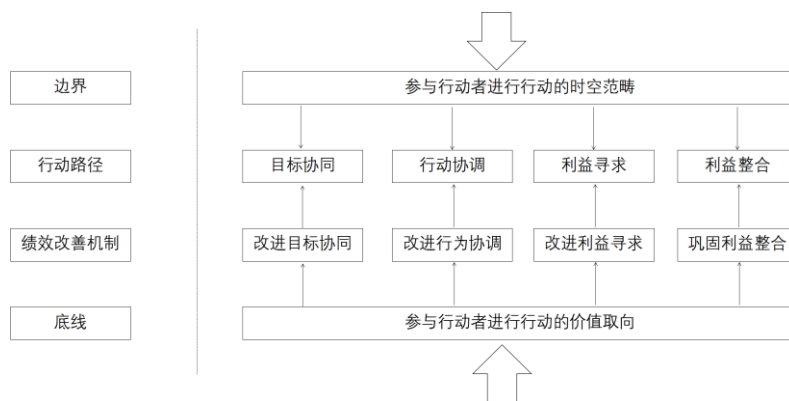 边界
参与行动者进行行动的时空范畴
行动路径
目标协同
行动协调
利益寻求
利益整合
绩效改善机制
改进目标协同
改进行为协调
改进利益寻求
巩固利益整合
底线
参与行动者进行行动的价值取向